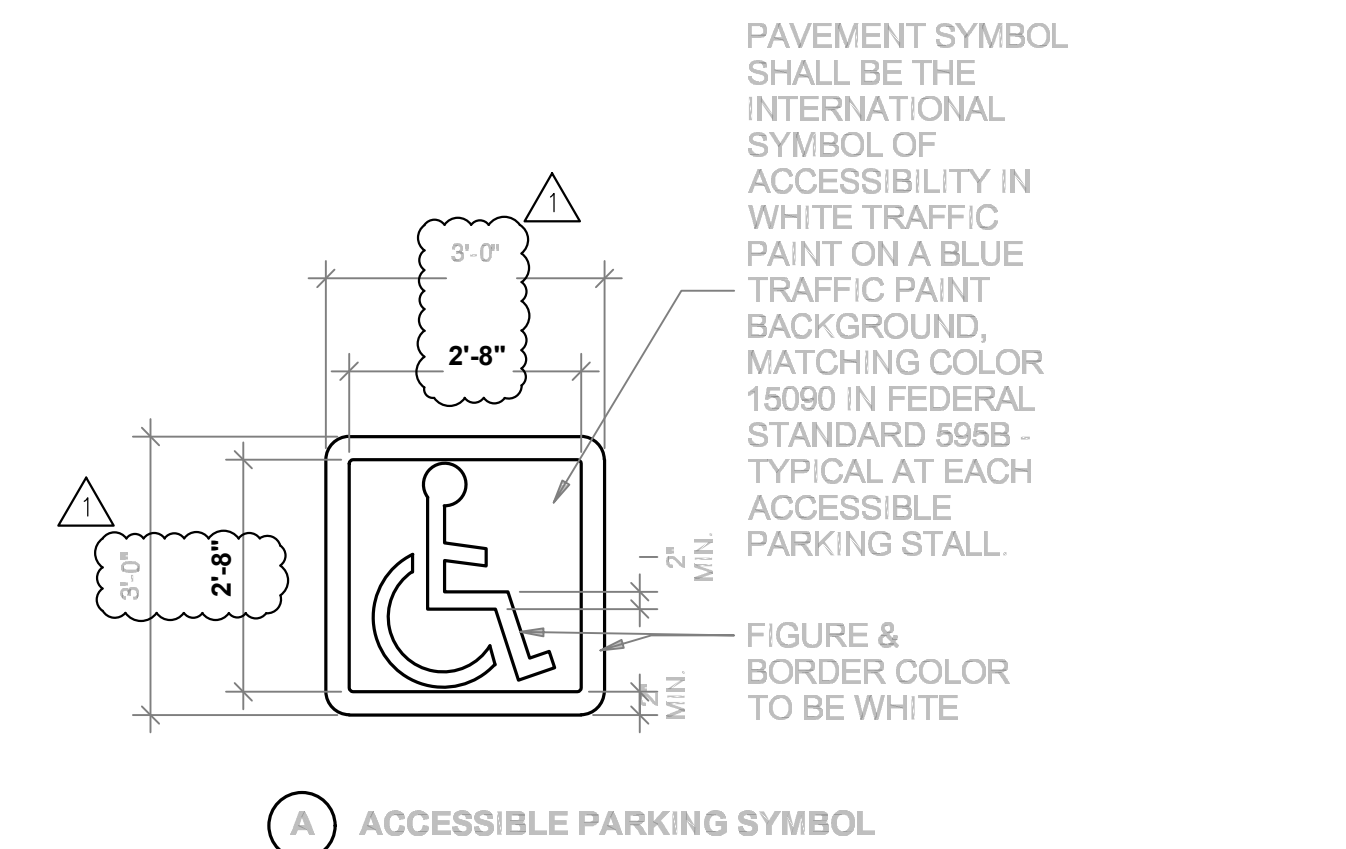 PAVEMENT SYMBOL
SHALL BE THE
INTERNATIONAL
SYMBOL OF
ACCESSIBILITY IN
WHITE TRAFFIC
PAINT ON A BLUE
TRAFFIC PAINT
BACKGROUND,
MATCHING COLOR
15090 IN FEDERAL
STANDARD 595B -
TYPICAL AT EACH
ACCESSIBLE
PARKING STALL.
1
3'-0"
2'-8"
1
3'-0"
2'-8"
2"
MIN.
FIGURE &
BORDER COLOR
TO BE WHITE
2"
MIN.
A ACCESSIBLE PARKING SYMBOL